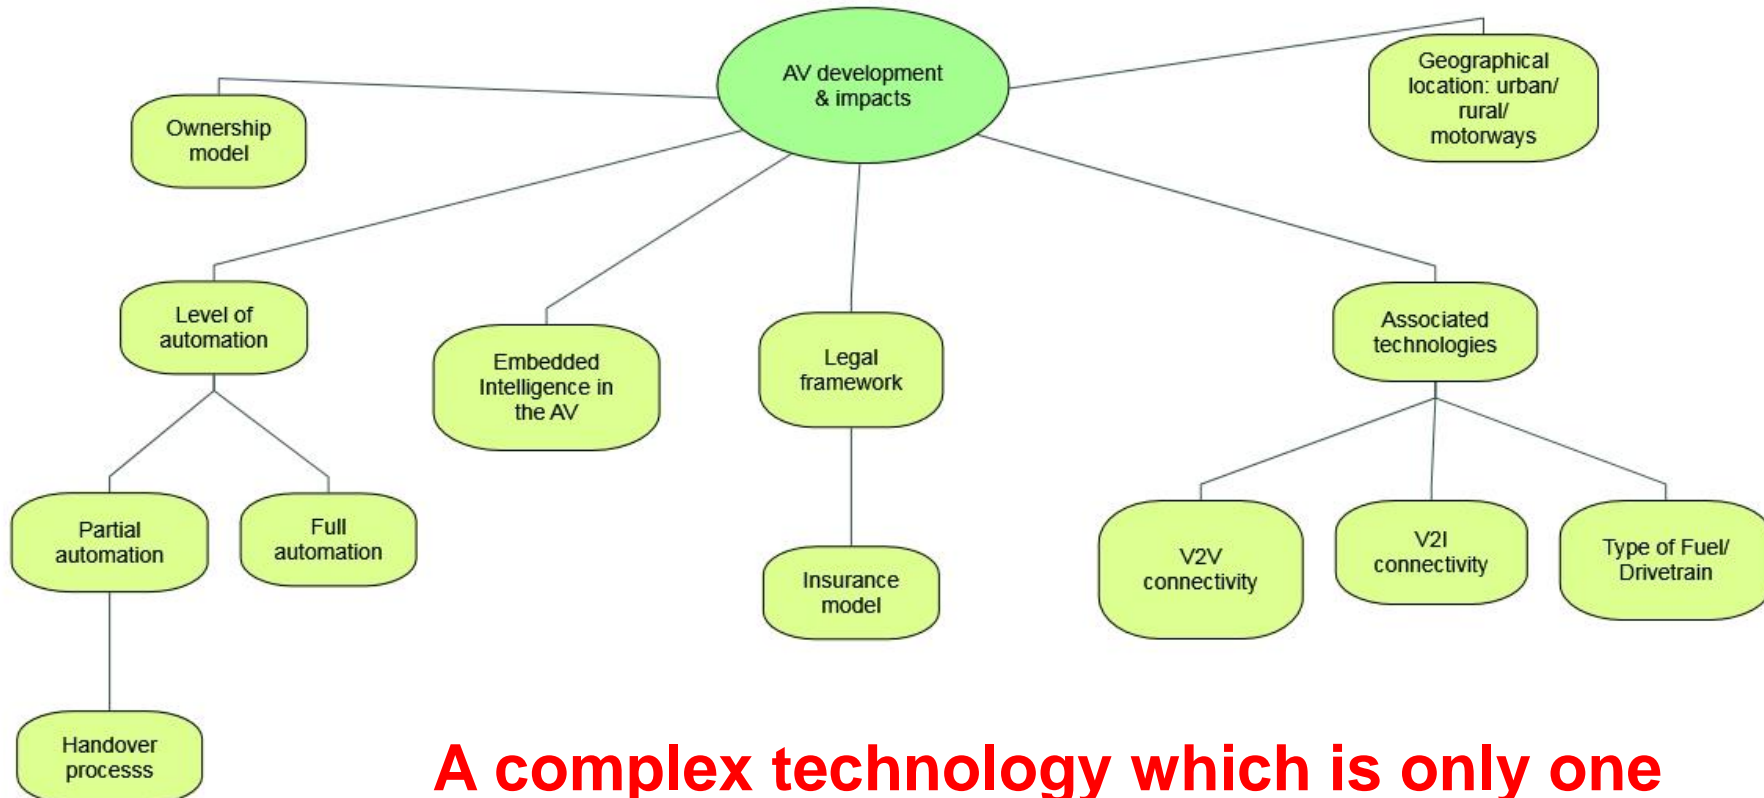 AV development
& impacts
Geographical
location: urban/
rural/
motorways
Ownership
model
Level of
automation
Embedded
Intelligence in
the AV
Legal
framework
Associated
technologies
Partial
automation
Full
automation
Insurance
model
V2V
connectivity
V2I
connectivity
Type of Fuel/
Drivetrain
Handover
processs
A complex technology which is only one